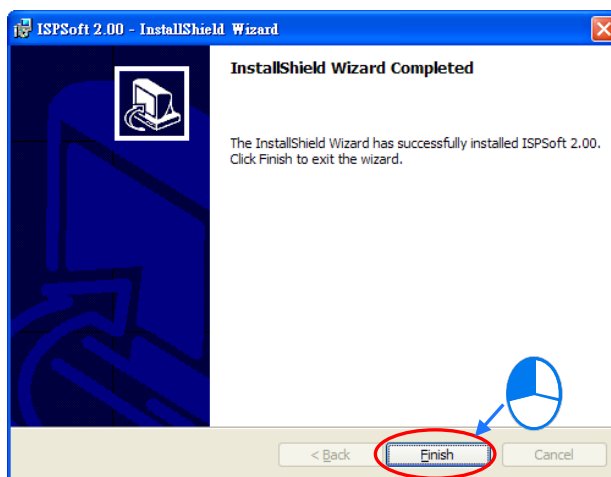 ISPSoft 2.00 - InstallShield Wizard
InstallShield Wizard Completed
The InstallShield Wizard has successfully installed ISPSoft 2.00.
Click Finish to exit the wizard.
< Back
Finish
Cancel